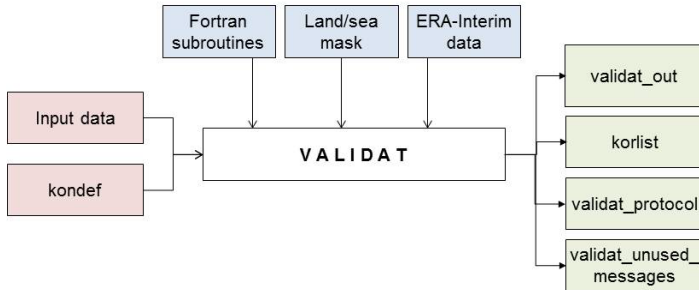 Fortran
subroutines
Land/sea
mask
ERA-Interim
data
Input data
kondef
VALIDAT
validat_out
korlist
validat_protocol
validat_unused_
messages